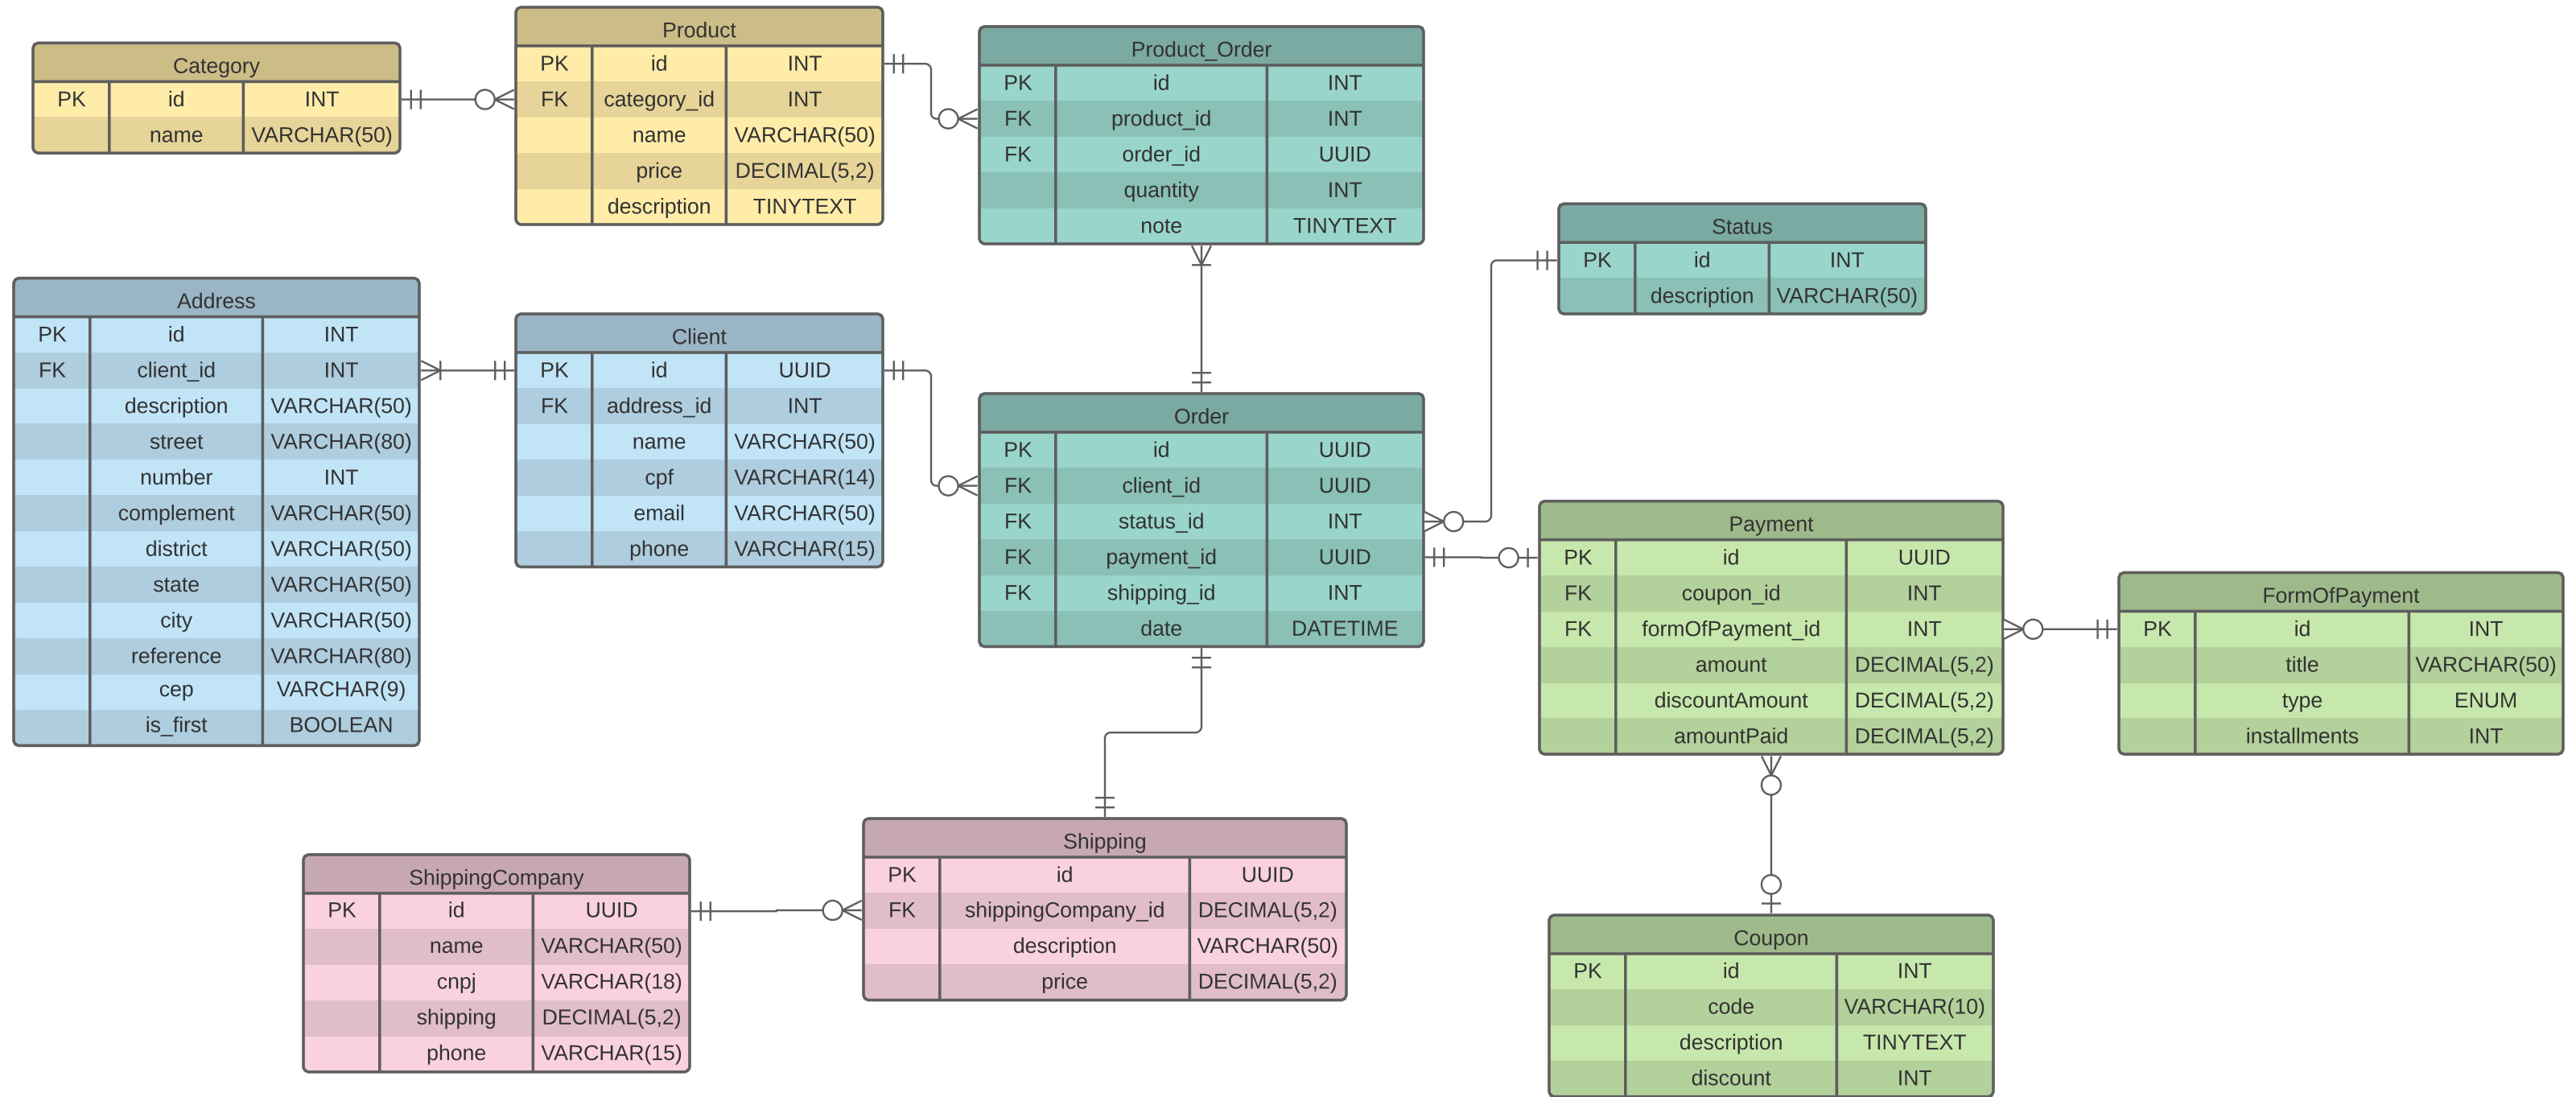 Category
PK id INT
name VARCHAR(50)
Product
PK id INT
FK category_id INT
name VARCHAR(50)
price DECIMAL(5,2)
description TINYTEXT
Product_Order
PK id INT
FK product_id INT
FK order_id UUID
quantity INT
note TINYTEXT
Status
PK id INT
description VARCHAR(50)
Address
PK id INT
FK client_id INT
description VARCHAR(50)
street VARCHAR(80)
number INT
complement VARCHAR(50)
district VARCHAR(50)
state VARCHAR(50)
city VARCHAR(50)
reference VARCHAR(80)
cep VARCHAR(9)
is_first BOOLEAN
Client
PK id UUID
FK address_id INT
name VARCHAR(50)
cpf VARCHAR(14)
email VARCHAR(50)
phone VARCHAR(15)
Order
PK id UUID
FK client_id UUID
FK status_id INT
FK payment_id UUID
FK shipping_id INT
date DATETIME
Payment
PK id UUID
FK coupon_id INT
FK formOfPayment_id INT
amount DECIMAL(5,2)
discountAmount DECIMAL(5,2)
amountPaid DECIMAL(5,2)
FormOfPayment
PK id INT
title VARCHAR(50)
type ENUM
installments INT
ShippingCompany
PK id UUID
name VARCHAR(50)
cnpj VARCHAR(18)
shipping DECIMAL(5,2)
phone VARCHAR(15)
Shipping
PK id UUID
FK shippingCompany_id DECIMAL(5,2)
description VARCHAR(50)
price DECIMAL(5,2)
Coupon
PK id INT
code VARCHAR(10)
description TINYTEXT
discount INT